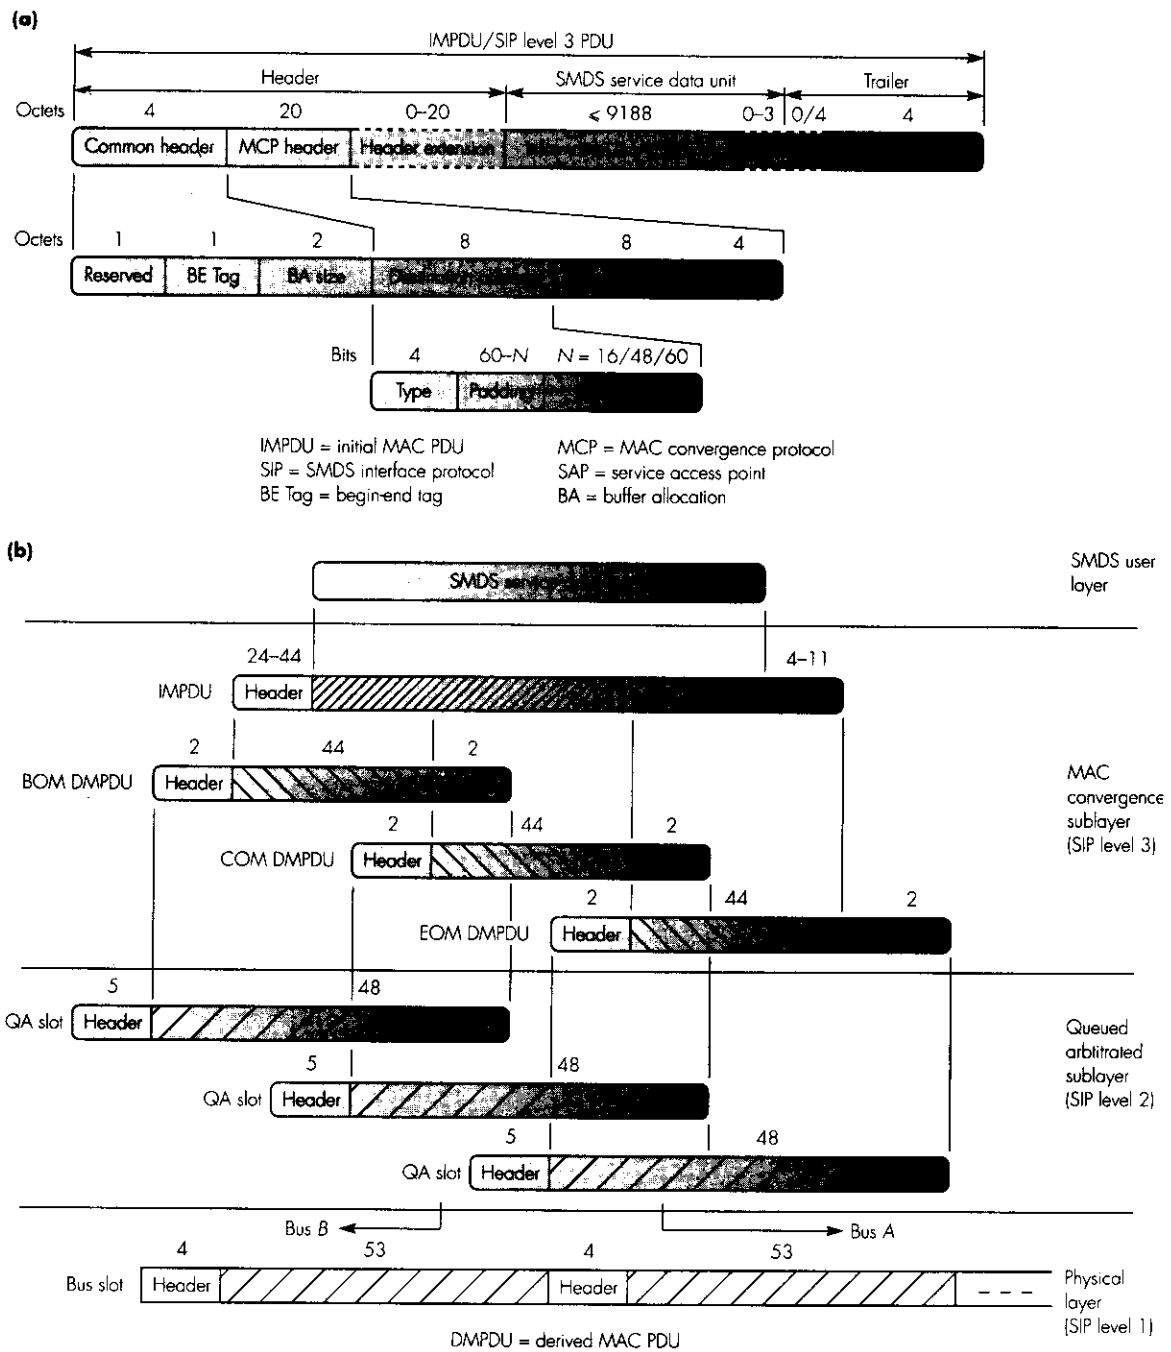 (a)
IMPDU/SIP level 3 PDU
Header SMDS service data unit Trailer
Octets 4 20 0–20 ⩽ 9188 0–3 0/4 4
Common header MCP header Header extension
Octets 1 1 2 8 8 4
Reserved BE Tag BA size Destination
Bits 4 60–N N = 16/48/60
Type Padding
IMPDU = initial MAC PDU MCP = MAC convergence protocol
SIP = SMDS interface protocol SAP = service access point
BE Tag = begin-end tag BA = buffer allocation
(b)
SMDS user
layer
SMDS service
24–44 4–11
IMPDU Header
2 44 2
BOM DMPDU Header
MAC
convergence
sublayer
(SIP level 3)
2 44 2
COM DMPDU Header
2 44 2
EOM DMPDU Header
5 48
QA slot Header
Queued
arbtitrated
sublayer
(SIP level 2)
5 48
QA slot Header
5 48
QA slot Header
Bus B Bus A
4 53 4 53
Bus slot Header Header
Physical
layer
(SIP level 1)
DMPDU = derived MAC PDU